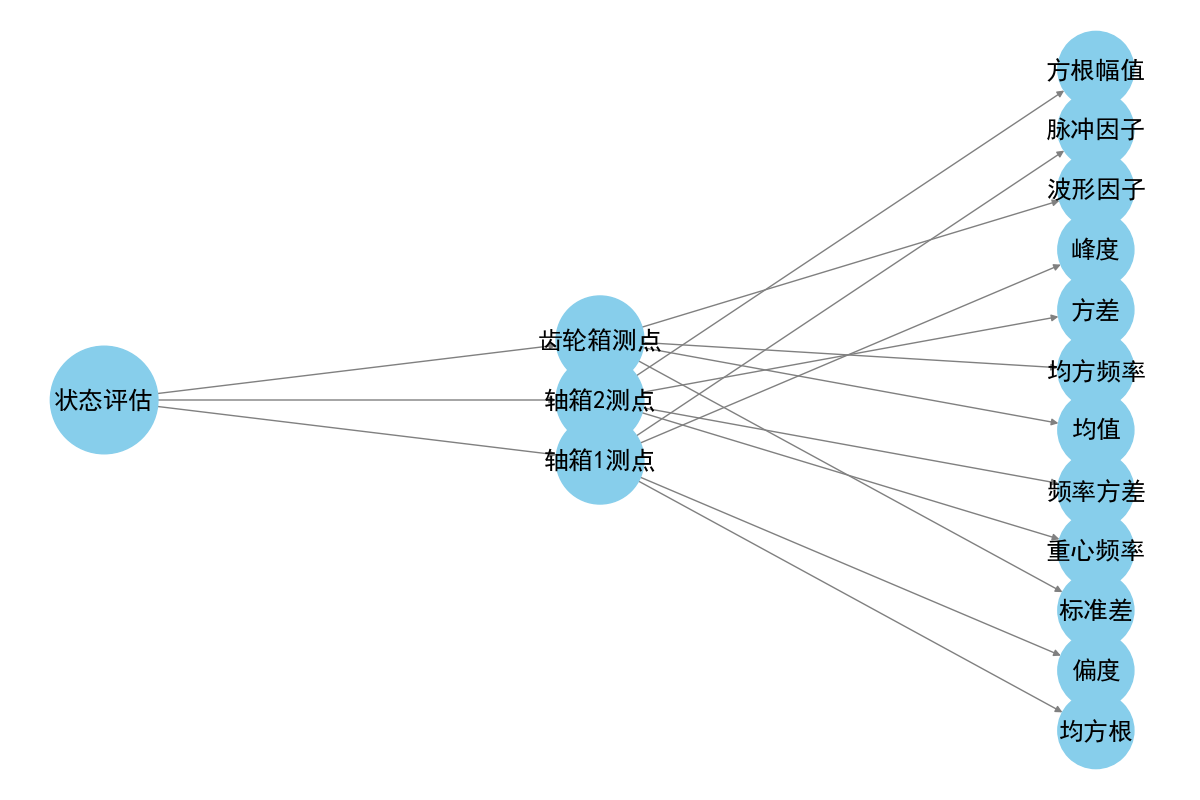 状态评估
齿轮箱测点
轴箱2测点
轴箱1测点
方根幅值
脉冲因子
波形因子
峰度
方差
均方频率
均值
频率方差
重心频率
标准差
偏度
均方根